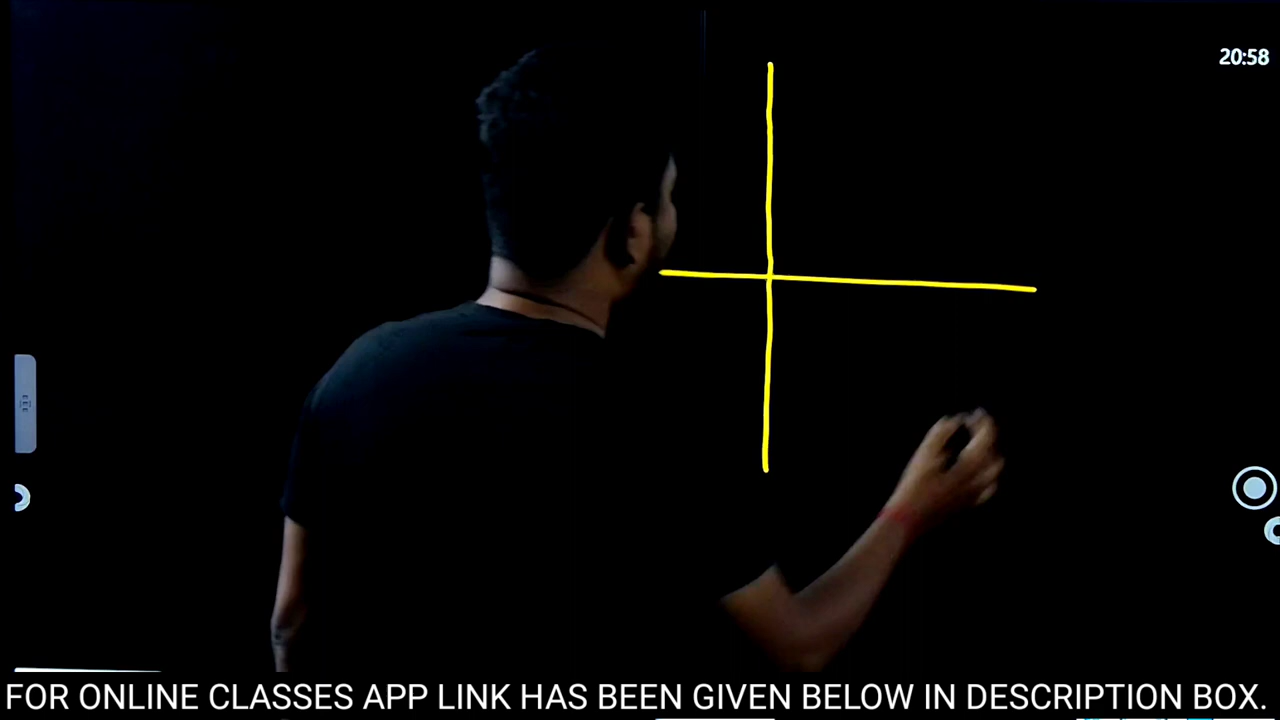 20:58
FOR ONLINE CLASSES APP LINK HAS BEEN GIVEN BELOW IN DESCRIPTION BOX.